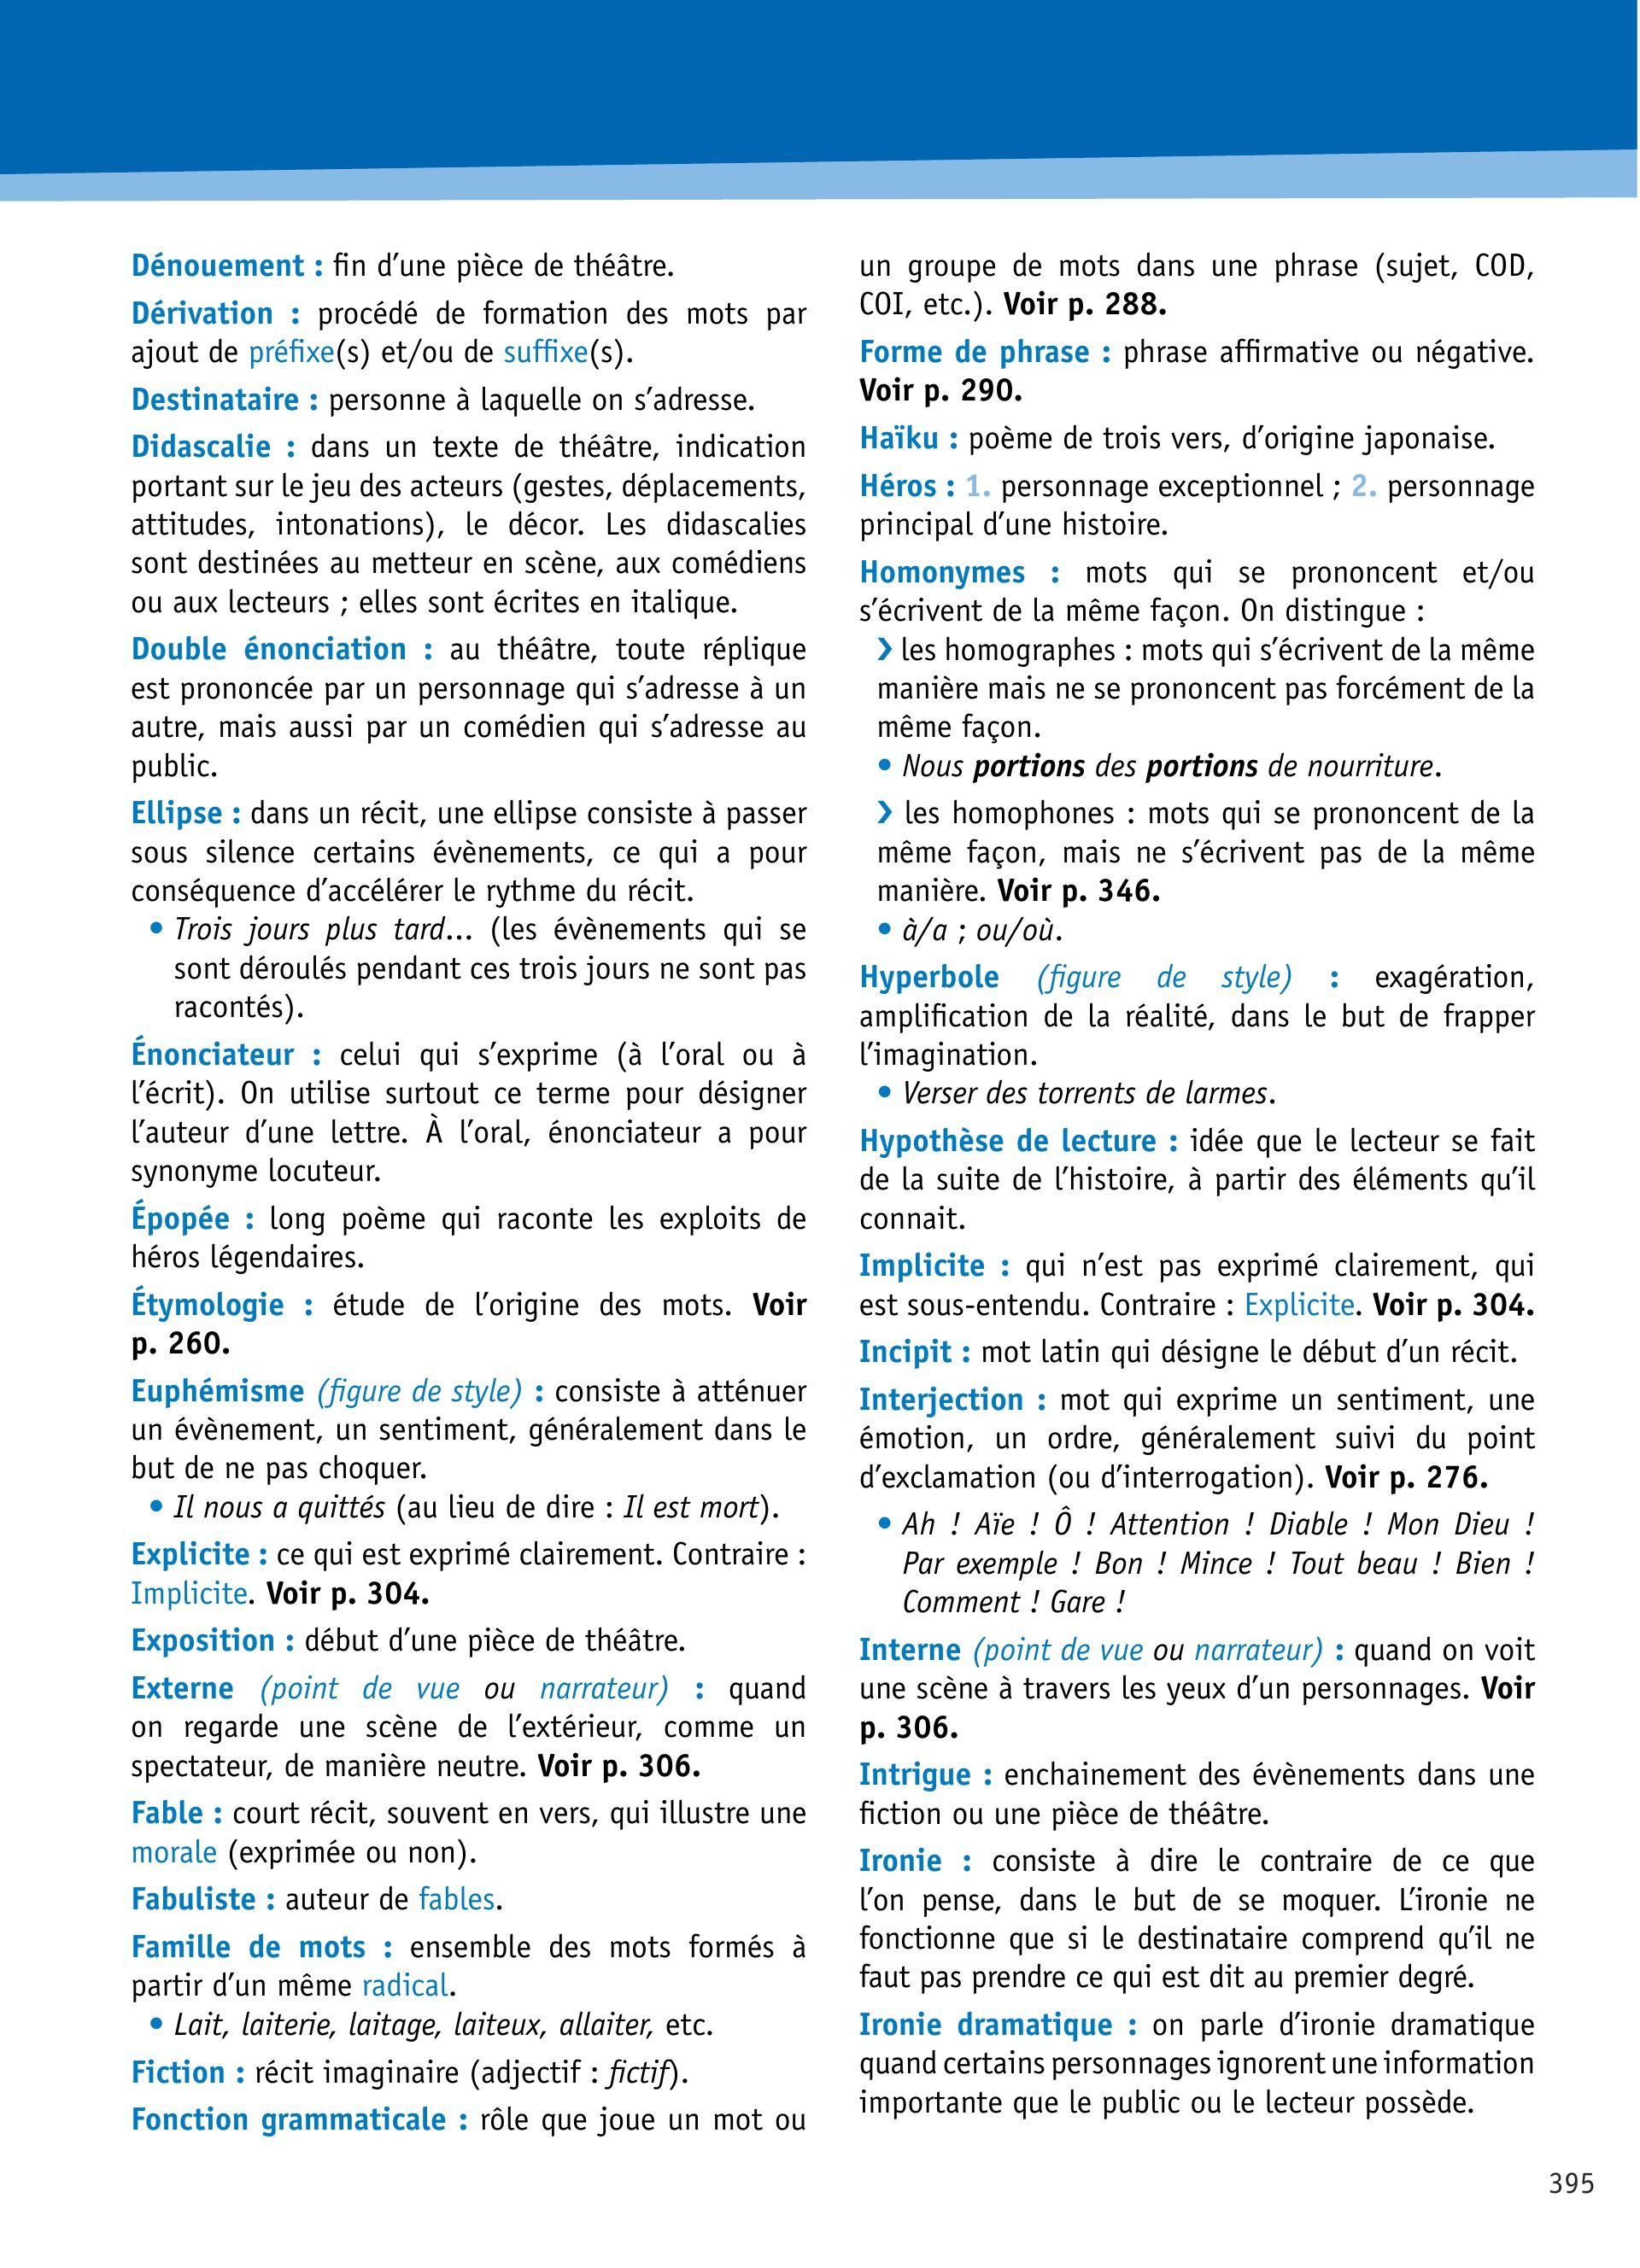 Dénouement : fin d’une pièce de théâtre.
Dérivation : procédé de formation des mots par
ajout de préfixe(s) et/ou de suffixe(s).
Destinataire : personne à laquelle on s’adresse.
Didascalie : dans un texte de théâtre, indication
portant sur le jeu des acteurs (gestes, déplacements,
attitudes, intonations), le décor. Les didascalies
sont destinées au metteur en scène, aux comédiens
ou aux lecteurs ; elles sont écrites en italique.
Double énonciation : au théâtre, toute réplique
est prononcée par un personnage qui s’adresse à un
autre, mais aussi par un comédien qui s’adresse au
public.
Ellipse : dans un récit, une ellipse consiste à passer
sous silence certains évènements, ce qui a pour
conséquence d’accélérer le rythme du récit.
• Trois jours plus tard… (les évènements qui se
sont déroulés pendant ces trois jours ne sont pas
racontés).
Énonciateur : celui qui s’exprime (à l’oral ou à
l’écrit). On utilise surtout ce terme pour désigner
l’auteur d’une lettre. À l’oral, énonciateur a pour
synonyme locuteur.
Épopée : long poème qui raconte les exploits de
héros légendaires.
Étymologie : étude de l’origine des mots. Voir
p. 260.
Euphémisme (figure de style) : consiste à atténuer
un évènement, un sentiment, généralement dans le
but de ne pas choquer.
• Il nous a quittés (au lieu de dire : Il est mort).
Explicite : ce qui est exprimé clairement. Contraire :
Implicite. Voir p. 304.
Exposition : début d’une pièce de théâtre.
Externe (point de vue ou narrateur) : quand
on regarde une scène de l’extérieur, comme un
spectateur, de manière neutre. Voir p. 306.
Fable : court récit, souvent en vers, qui illustre une
morale (exprimée ou non).
Fabuliste : auteur de fables.
Famille de mots : ensemble des mots formés à
partir d’un même radical.
• Lait, laiterie, laitage, laiteux, allaiter, etc.
Fiction : récit imaginaire (adjectif : fictif).
Fonction grammaticale : rôle que joue un mot ou
un groupe de mots dans une phrase (sujet, COD,
COI, etc.). Voir p. 288.
Forme de phrase : phrase affirmative ou négative.
Voir p. 290.
Haïku : poème de trois vers, d’origine japonaise.
Héros : 1. personnage exceptionnel ; 2. personnage
principal d’une histoire.
Homonymes : mots qui se prononcent et/ou
s’écrivent de la même façon. On distingue :
› les homographes : mots qui s’écrivent de la même
manière mais ne se prononcent pas forcément de la
même façon.
• Nous portions des portions de nourriture.
› les homophones : mots qui se prononcent de la
même façon, mais ne s’écrivent pas de la même
manière. Voir p. 346.
• à/a ; ou/où.
Hyperbole (figure de style) : exagération,
amplification de la réalité, dans le but de frapper
l’imagination.
• Verser des torrents de larmes.
Hypothèse de lecture : idée que le lecteur se fait
de la suite de l’histoire, à partir des éléments qu’il
connait.
Implicite : qui n’est pas exprimé clairement, qui
est sous-entendu. Contraire : Explicite. Voir p. 304.
Incipit : mot latin qui désigne le début d’un récit.
Interjection : mot qui exprime un sentiment, une
émotion, un ordre, généralement suivi du point
d’exclamation (ou d’interrogation). Voir p. 276.
• Ah ! Aïe ! Ô ! Attention ! Diable ! Mon Dieu !
Par exemple ! Bon ! Mince ! Tout beau ! Bien !
Comment ! Gare !
Interne (point de vue ou narrateur) : quand on voit
une scène à travers les yeux d’un personnages. Voir
p. 306.
Intrigue : enchainement des évènements dans une
fiction ou une pièce de théâtre.
Ironie : consiste à dire le contraire de ce que
l’on pense, dans le but de se moquer. L’ironie ne
fonctionne que si le destinataire comprend qu’il ne
faut pas prendre ce qui est dit au premier degré.
Ironie dramatique : on parle d’ironie dramatique
quand certains personnages ignorent une information
importante que le public ou le lecteur possède.
395